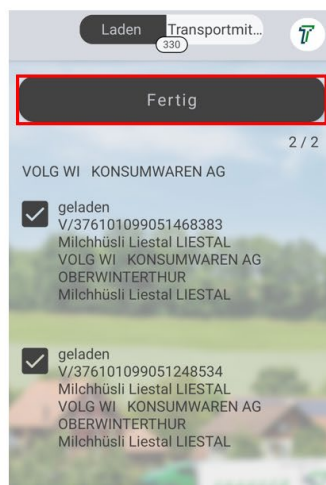 Laden
Transportmit...
330
T
Fertig
2 / 2
VOLG WI KONSUMWAREN AG
geladen
V/376101099051468383
Milchhüsli Liestal LIESTAL
VOLG WI KONSUMWAREN AG
OBERWINTERTHUR
Milchhüsli Liestal LIESTAL
geladen
V/376101099051248534
Milchhüsli Liestal LIESTAL
VOLG WI KONSUMWAREN AG
OBERWINTERTHUR
Milchhüsli Liestal LIESTAL